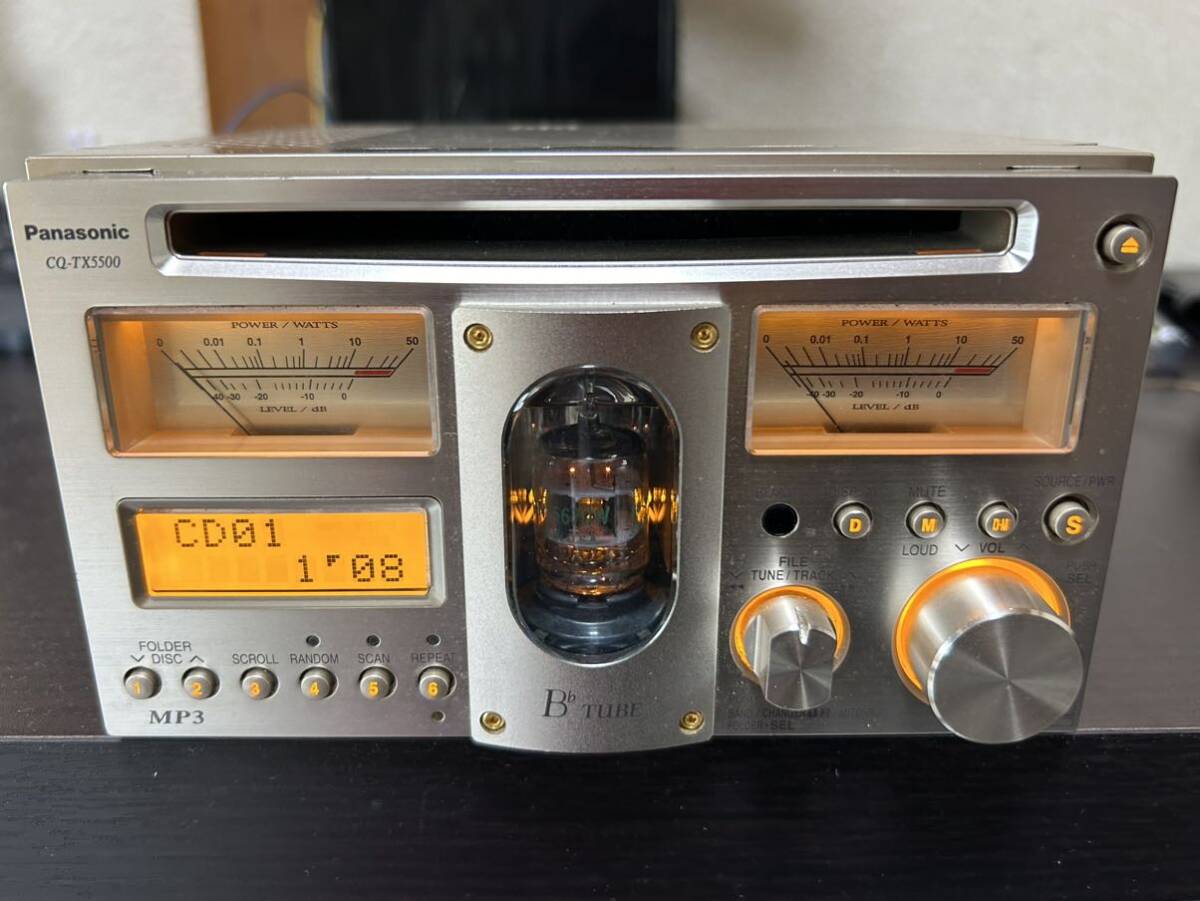 Panasonic
CQ-TX5500
POWER / WATTS
0 0.01 0.1 1 10 50
-40 -30 -20 -10 0
LEVEL / dB
POWER / WATTS
0 0.01 0.1 1 10 50
-40 -30 -20 -10 0
LEVEL / dB
CD01
1 08
MUTE
SOURCE/PWR
D M D·M S
LOUD
VOL
PUSH
SEL
FILE
TUNE / TRACK
FOLDER
DISC
SCROLL RANDOM SCAN REPEAT
1 2 3 4 5 6
MP3
Bb TUBE
SEL